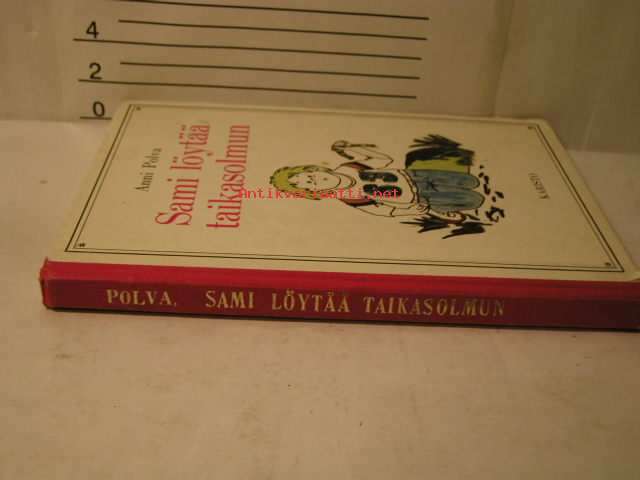 4
2
0
Anni Polva
Sami löytää
taikasolmun
Antikvariaatti.net
KARISTO
POLVA. SAMI LÖYTÄÄ TAIKASOLMUN